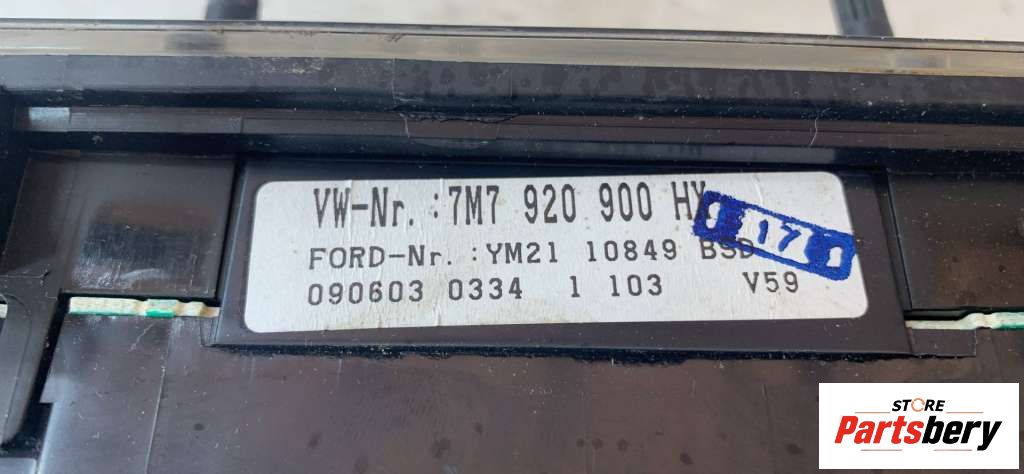 VW-Nr. :7M7 920 900 HX
FORD-Nr. :YM21 10849 BSD
17
090603 0334 1 103 V59
STORE
Partsbery